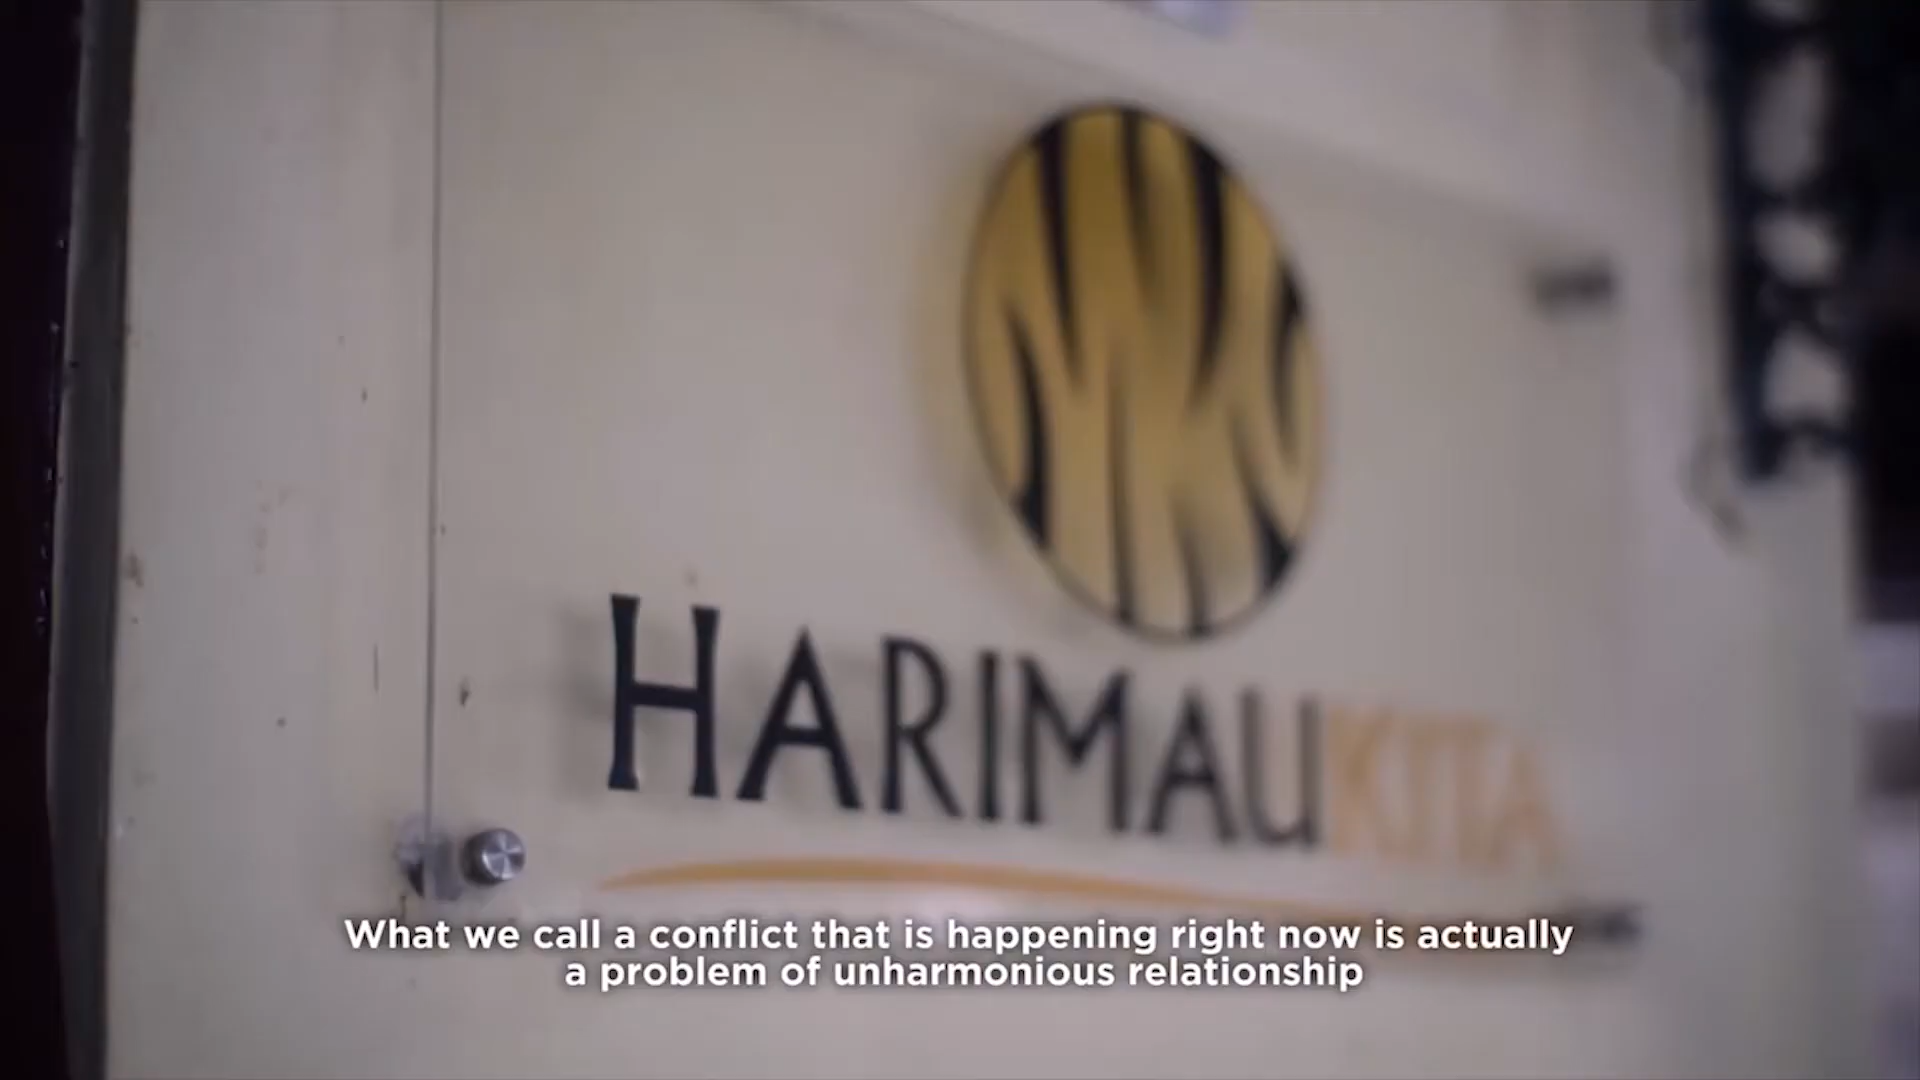 HARIMAUKITA
What we call a conflict that is happening right now is actually
a problem of unharmonious relationship